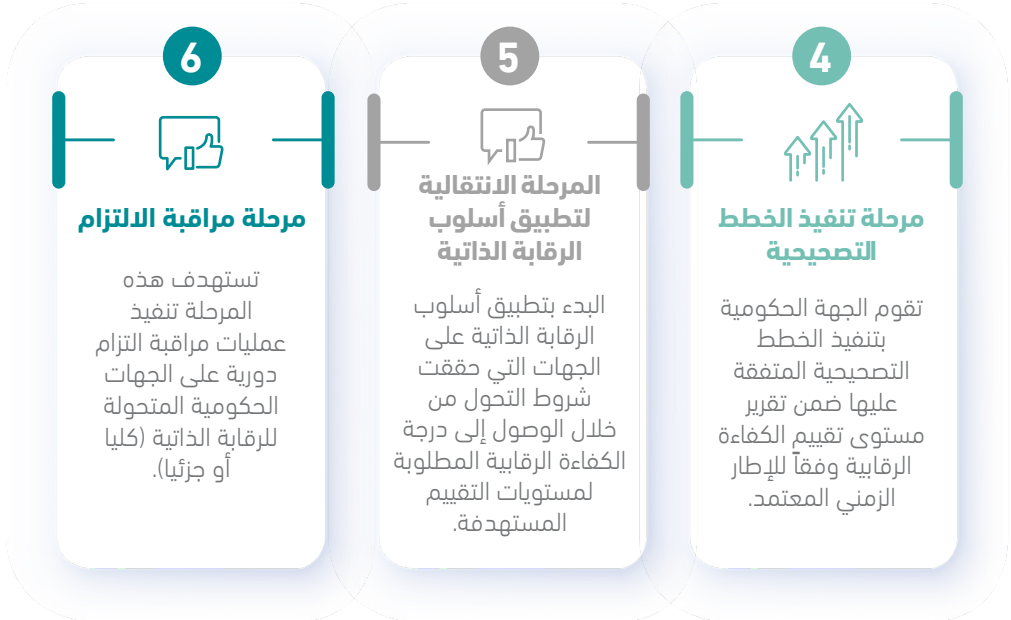 4
مرحلة تنفيذ الخطط
التصحيحية
تقوم الجهة الحكومية
بتنفيذ الخطط
التصحيحية المتفقة
عليها ضمن تقرير
مستوى تقييم الكفاءة
الرقابية وفقاً للإطار
الزمني المعتمد.
5
المرحلة الانتقالية
لتطبيق أسلوب
الرقابة الذاتية
البدء بتطبيق أسلوب
الرقابة الذاتية على
الجهات التي حققت
شروط التحول من
خلال الوصول إلى درجة
الكفاءة الرقابية المطلوبة
لمستويات التقييم
المستهدفة.
6
مرحلة مراقبة الالتزام
تستهدف هذه
المرحلة تنفيذ
عمليات مراقبة التزام
دورية على الجهات
الحكومية المتحولة
للرقابة الذاتية (كليا
أو جزئيا).